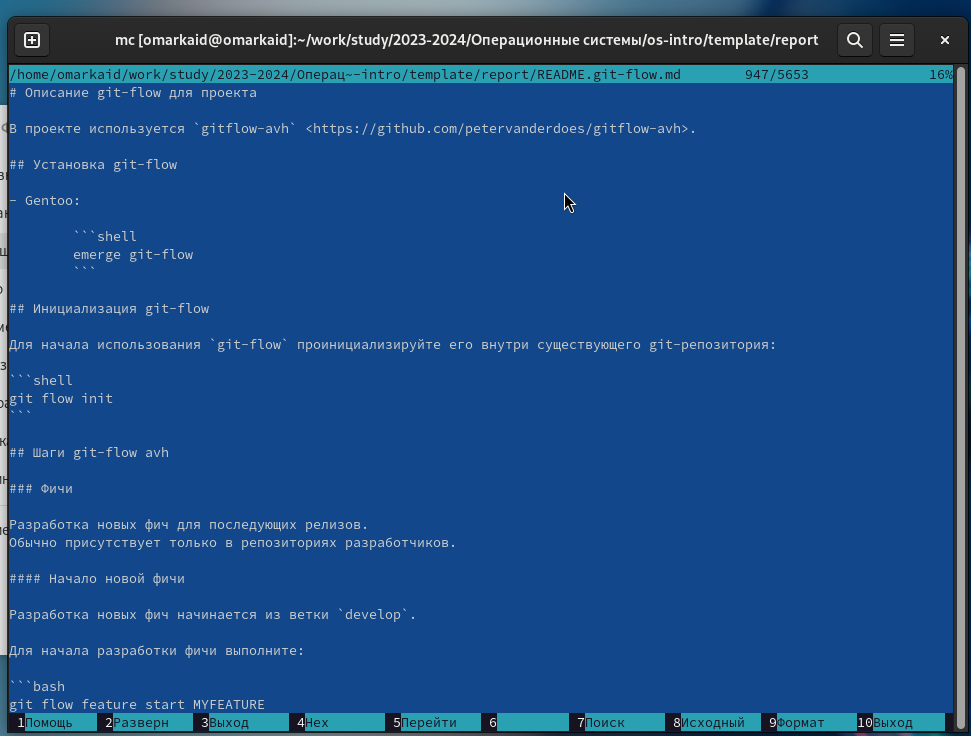 mc [omarkaid@omarkaid]:~/work/study/2023-2024/Операционные системы/os-intro/template/report
/home/omarkaid/work/study/2023-2024/Операц~-intro/template/report/README.git-flow.md 947/5653 16%
# Описание git-flow для проекта
В проекте используется `gitflow-avh` <https://github.com/petervanderdoes/gitflow-avh>.
## Установка git-flow
- Gentoo:
```shell
emerge git-flow
```
## Инициализация git-flow
Для начала использования `git-flow` проинициализируйте его внутри существующего git-репозитория:
```shell
git flow init
```
## Шаги git-flow avh
### Фичи
Разработка новых фич для последующих релизов.
Обычно присутствует только в репозиториях разработчиков.
#### Начало новой фичи
Разработка новых фич начинается из ветки `develop`.
Для начала разработки фичи выполните:
```bash
git flow feature start MYFEATURE
1Помощь 2Разверн 3Выход 4Hex 5Перейти 6 7Поиск 8Исходный 9Формат 10Выход